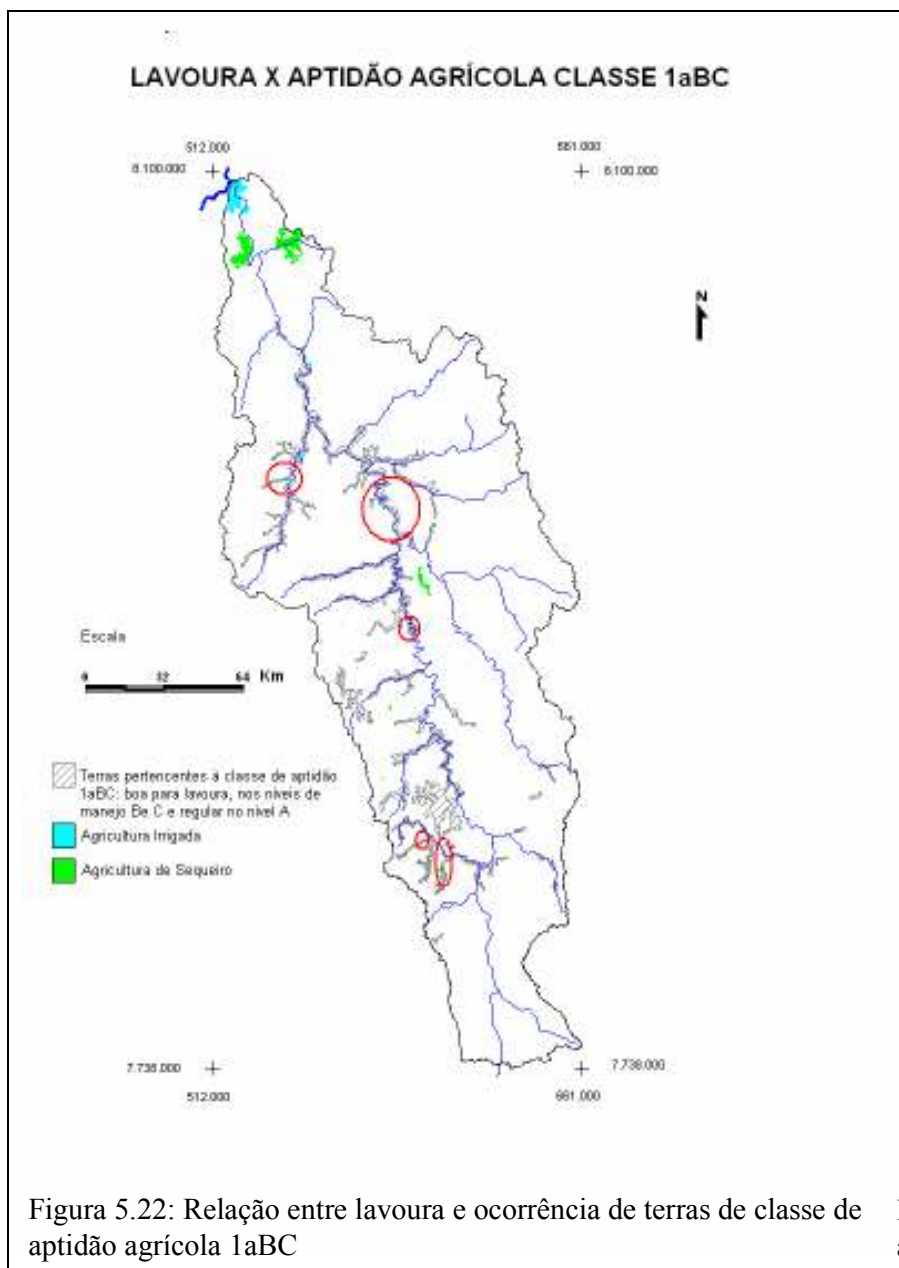 LAVOURA X APTIDÃO AGRÍCOLA CLASSE 1aBC
512.000
661.000
8.100.000
8.100.000
N
Escala
0 32 64 Km
Terras pertencentes à classe de aptidão
1aBC: boa para lavoura, nos níveis de
manejo B e C e regular no nível A
Agricultura Irrigada
Agricultura de Sequeiro
7.738.000
7.738.000
512.000
661.000
Figura 5.22: Relação entre lavoura e ocorrência de terras de classe de
aptidão agrícola 1aBC